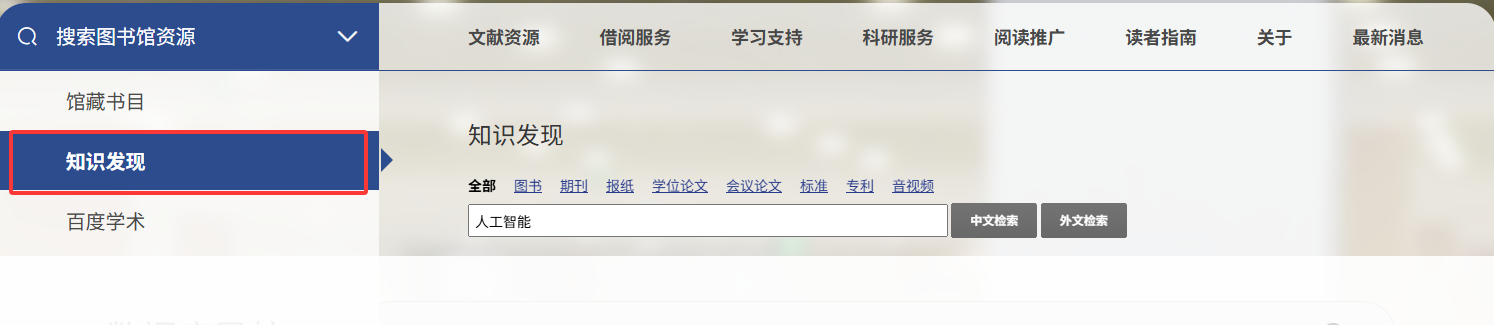 搜索图书馆资源
文献资源 借阅服务 学习支持 科研服务 阅读推广 读者指南 关于 最新消息
馆藏书目
知识发现
百度学术
知识发现
全部 图书 期刊 报纸 学位论文 会议论文 标准 专利 音视频
人工智能 中文检索 外文检索